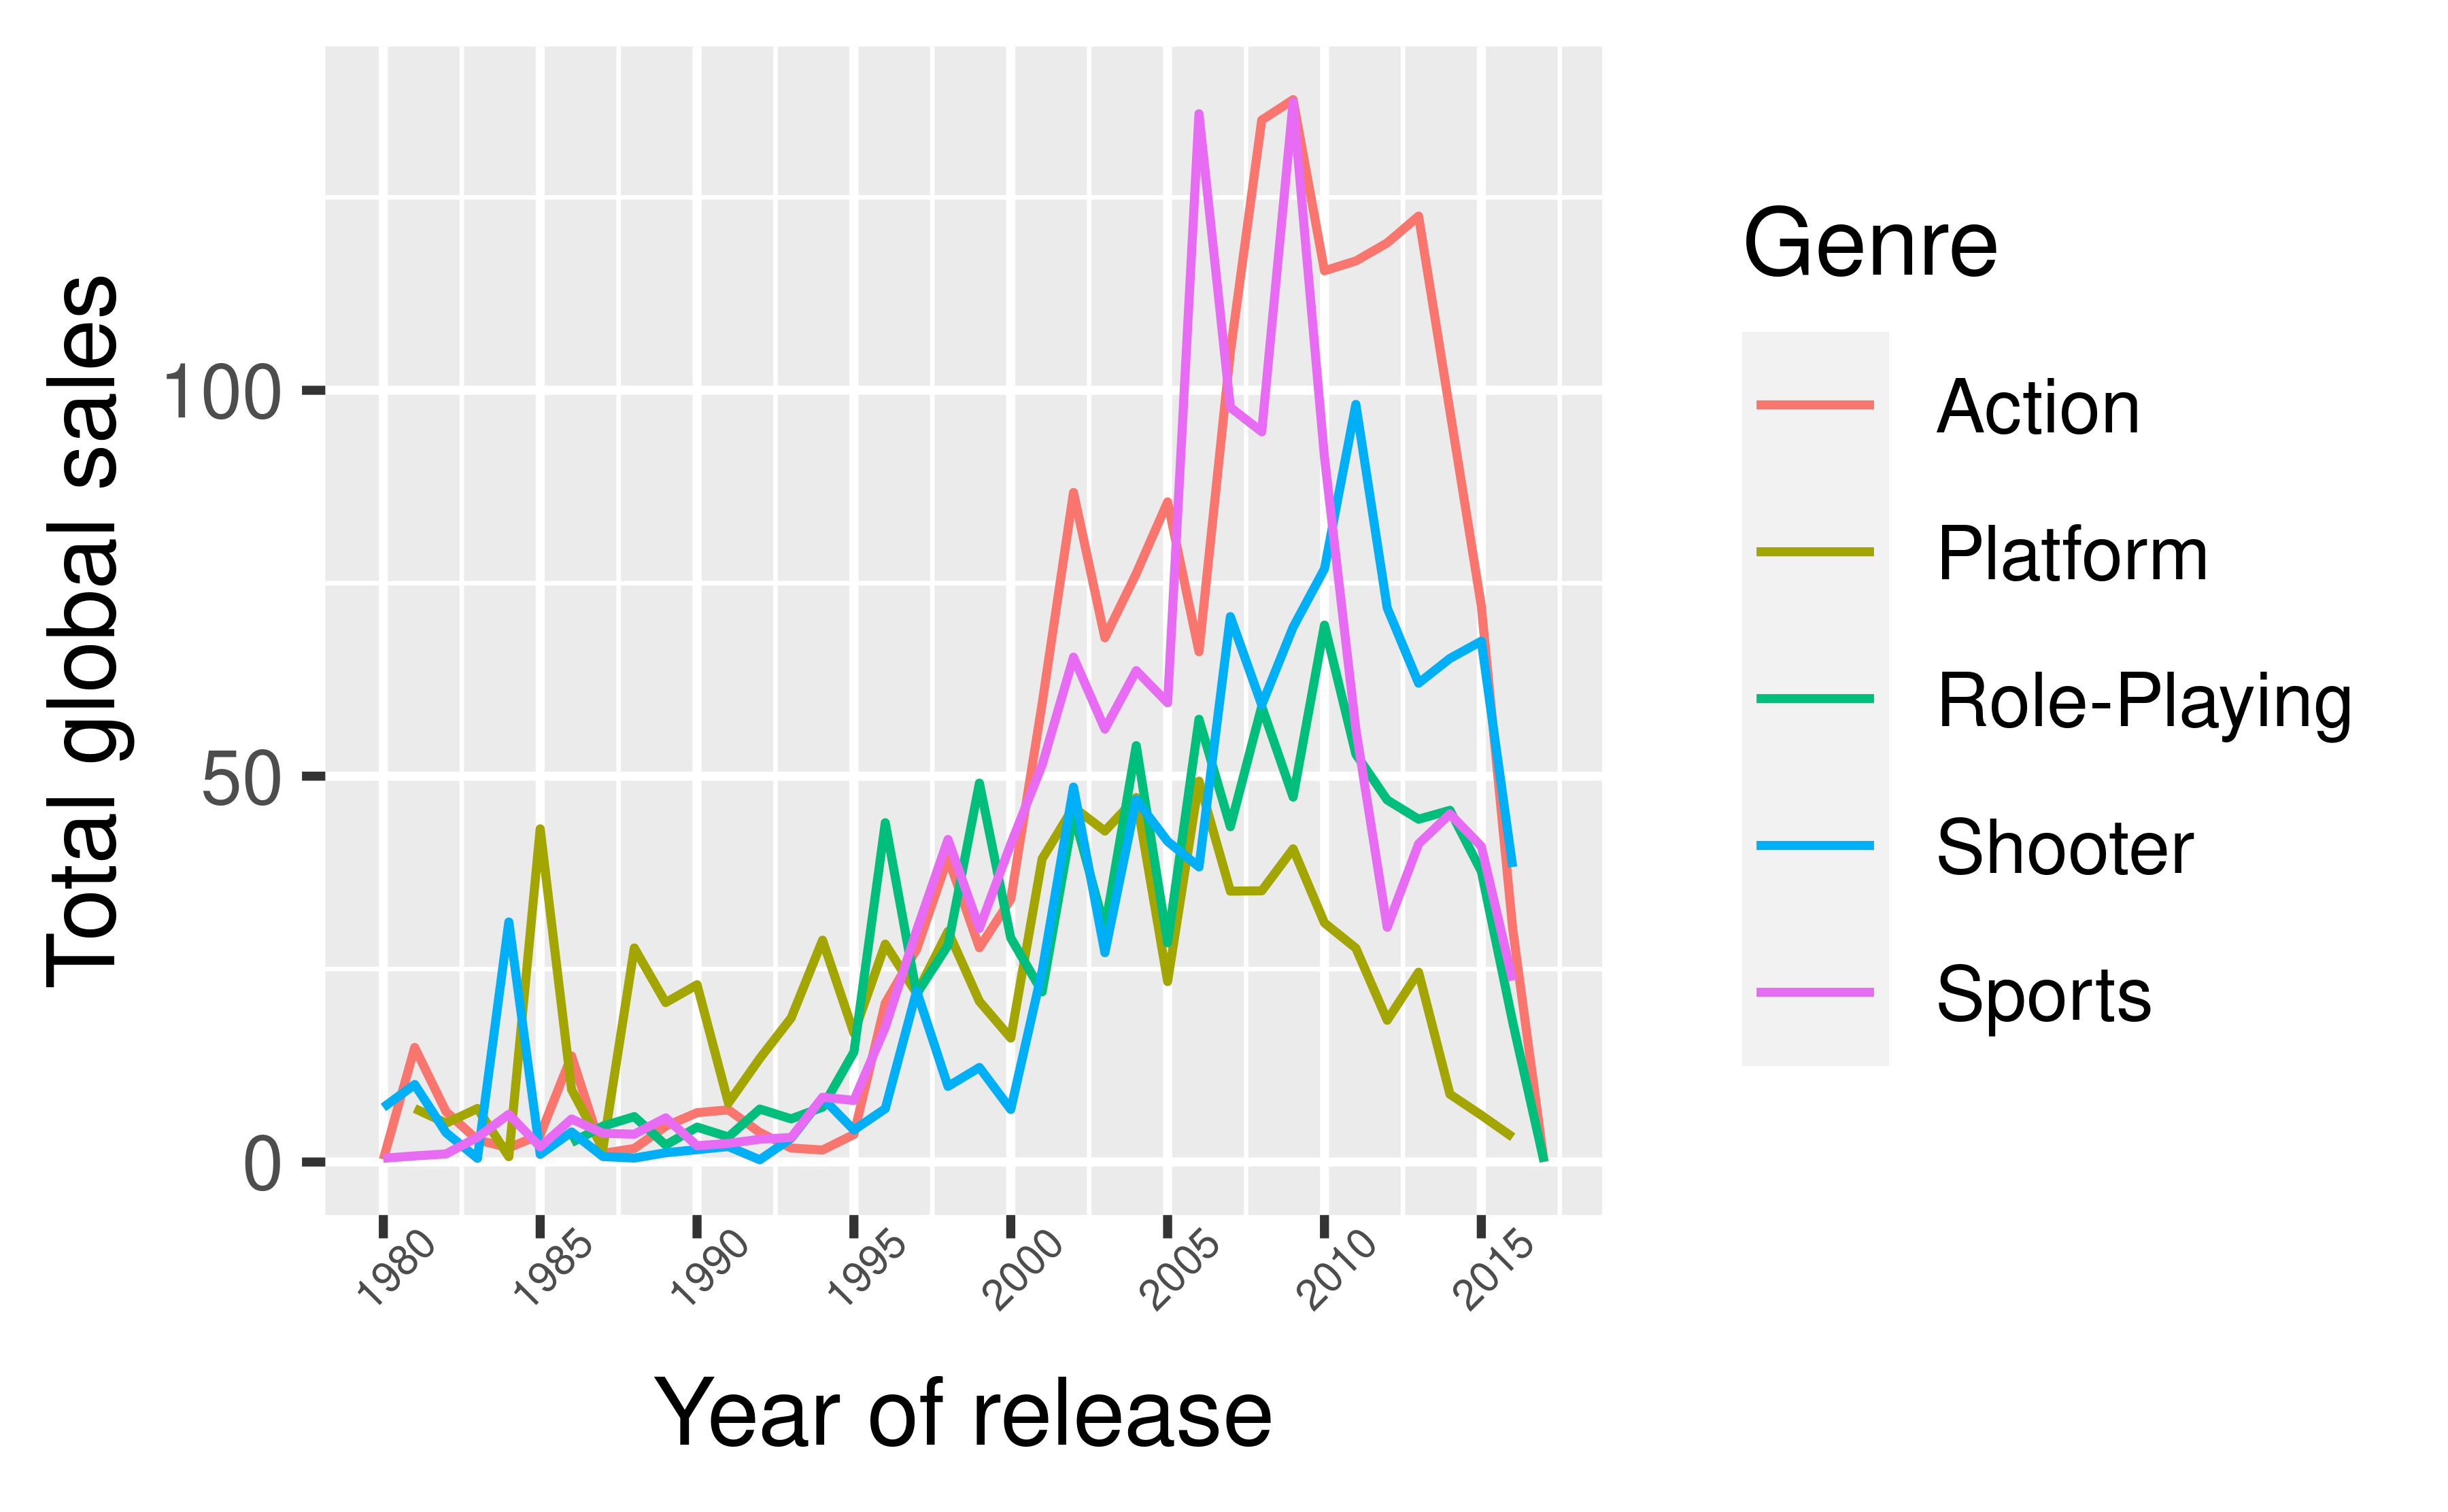 Total global sales
100
50
0
1980
1985
1990
1995
2000
2005
2010
2015
Year of release
Genre
Action
Platform
Role-Playing
Shooter
Sports